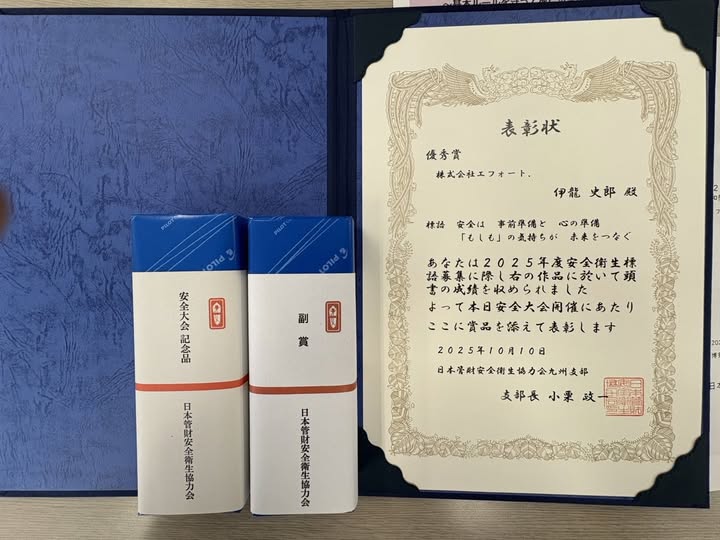 表彰状
優秀賞
株式会社エフォート.
伊龍 史郎 殿
標語 安全は 事前準備と 心の準備
「もしも」の気持ちが 未来をつなぐ
あなたは2025年度安全衛生標
語募集に際し右の作品に於いて頭
書の成績を収められました
よって本日安全大会開催にあたり
ここに賞品を添えて表彰します
2025年10月10日
日本管財安全衛生協力会九州支部
支部長 小栗 政一
PILOT
PILOT
安全大会 記念品
日本管財安全衛生協力会
PILOT
PILOT
副賞
日本管財安全衛生協力会